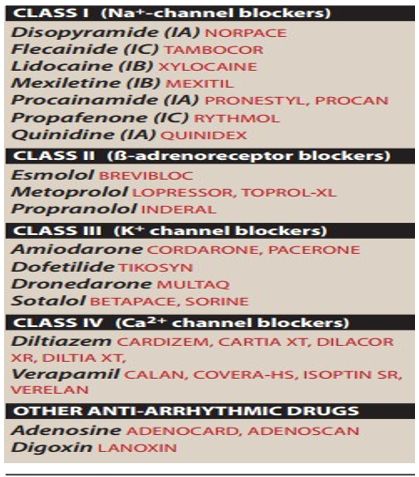 CLASS I (Na⁺-channel blockers)
Disopyramide (IA) NORPACE
Flecainide (IC) TAMBOCOR
Lidocaine (IB) XYLOCAINE
Mexiletine (IB) MEXITIL
Procainamide (IA) PRONESTYL, PROCAN
Propafenone (IC) RYTHMOL
Quinidine (IA) QUINIDEX
CLASS II (ß-adrenoreceptor blockers)
Esmolol BREVIBLOC
Metoprolol LOPRESSOR, TOPROL-XL
Propranolol INDERAL
CLASS III (K⁺ channel blockers)
Amiodarone CORDARONE, PACERONE
Dofetilide TIKOSYN
Dronedarone MULTAQ
Sotalol BETAPACE, SORINE
CLASS IV (Ca²⁺ channel blockers)
Diltiazem CARDIZEM, CARTIA XT, DILACOR
XR, DILTIA XT,
Verapamil CALAN, COVERA-HS, ISOPTIN SR,
VERELAN
OTHER ANTI-ARRHYTHMIC DRUGS
Adenosine ADENOCARD, ADENOSCAN
Digoxin LANOXIN